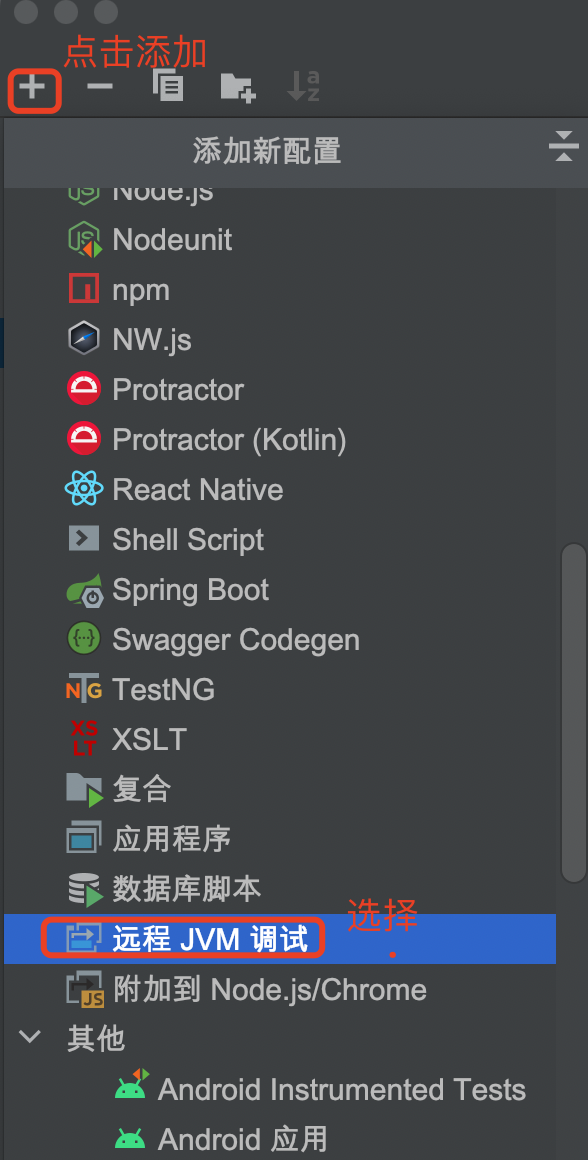 点击添加
添加新配置
Node.js
Nodeunit
npm
NW.js
Protractor
Protractor (Kotlin)
React Native
Shell Script
Spring Boot
Swagger Codegen
TestNG
XSLT
复合
应用程序
数据库脚本
选择
远程 JVM 调试
附加到 Node.js/Chrome
其他
Android Instrumented Tests
Android 应用